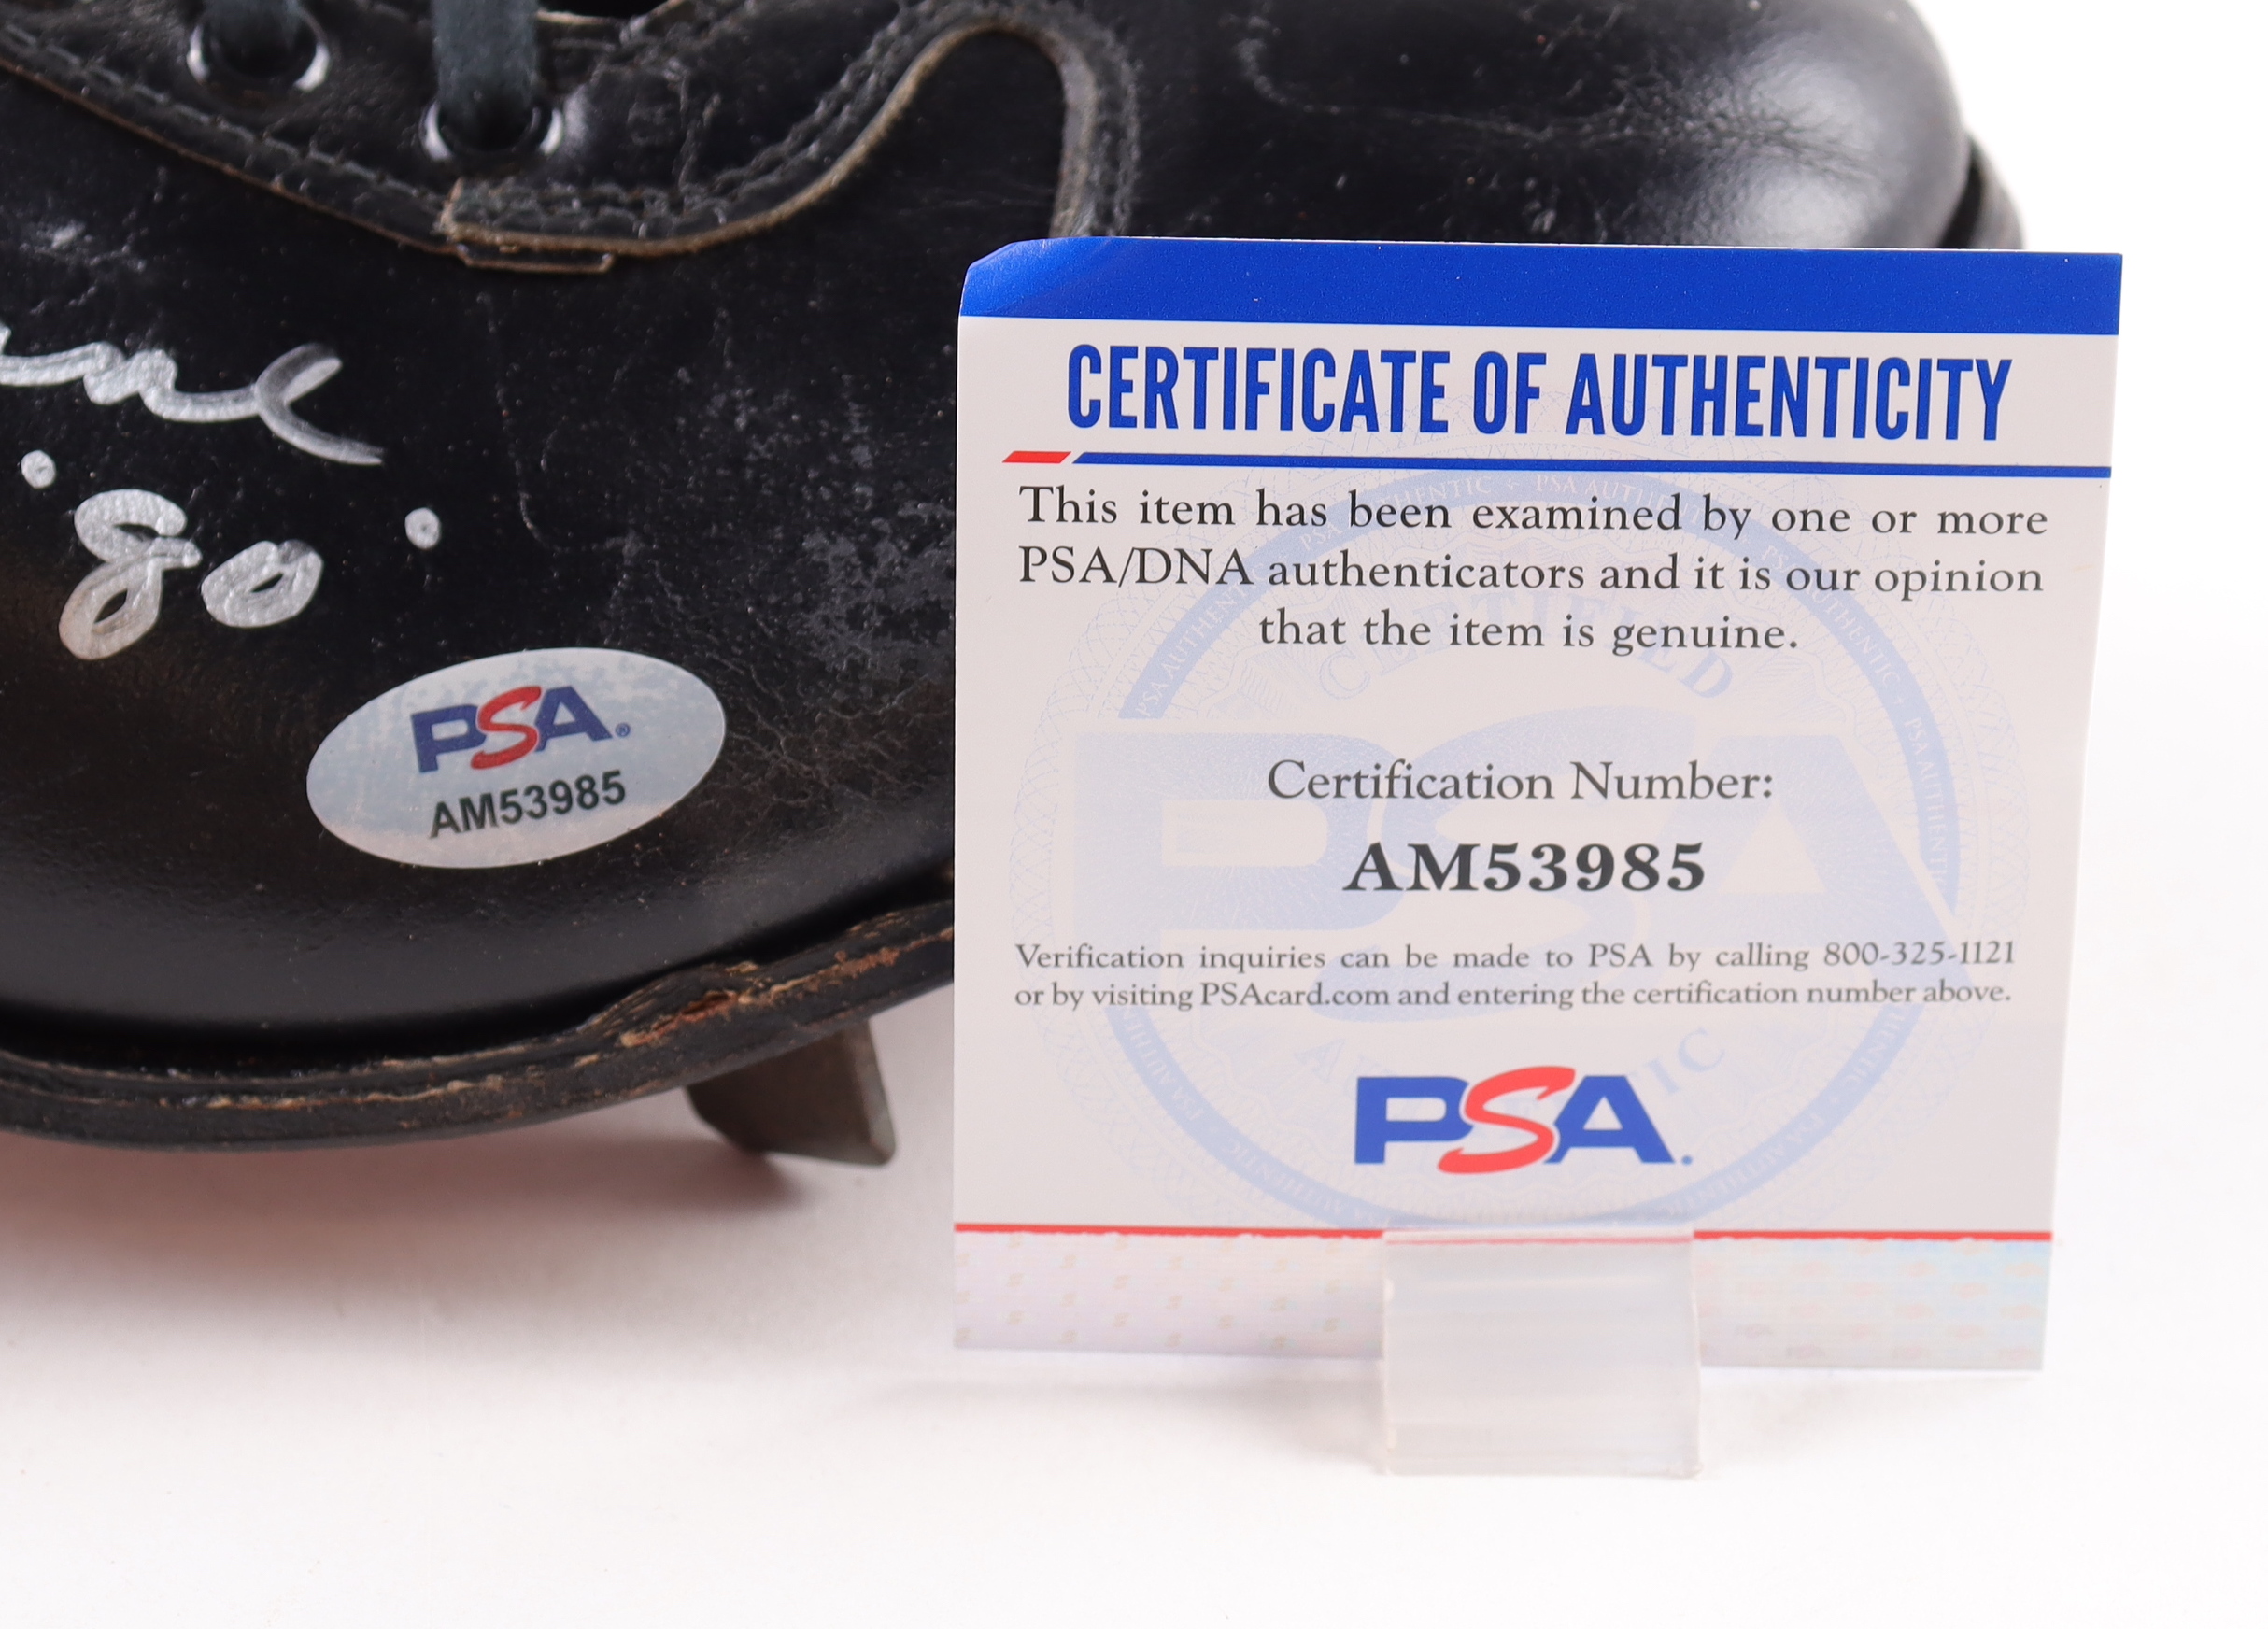 80
PSA®
AM53985
CERTIFICATE OF AUTHENTICITY
This item has been examined by one or more
PSA/DNA authenticators and it is our opinion
that the item is genuine.
Certification Number:
AM53985
Verification inquiries can be made to PSA by calling 800-325-1121
or by visiting PSAcard.com and entering the certification number above.
PSA.